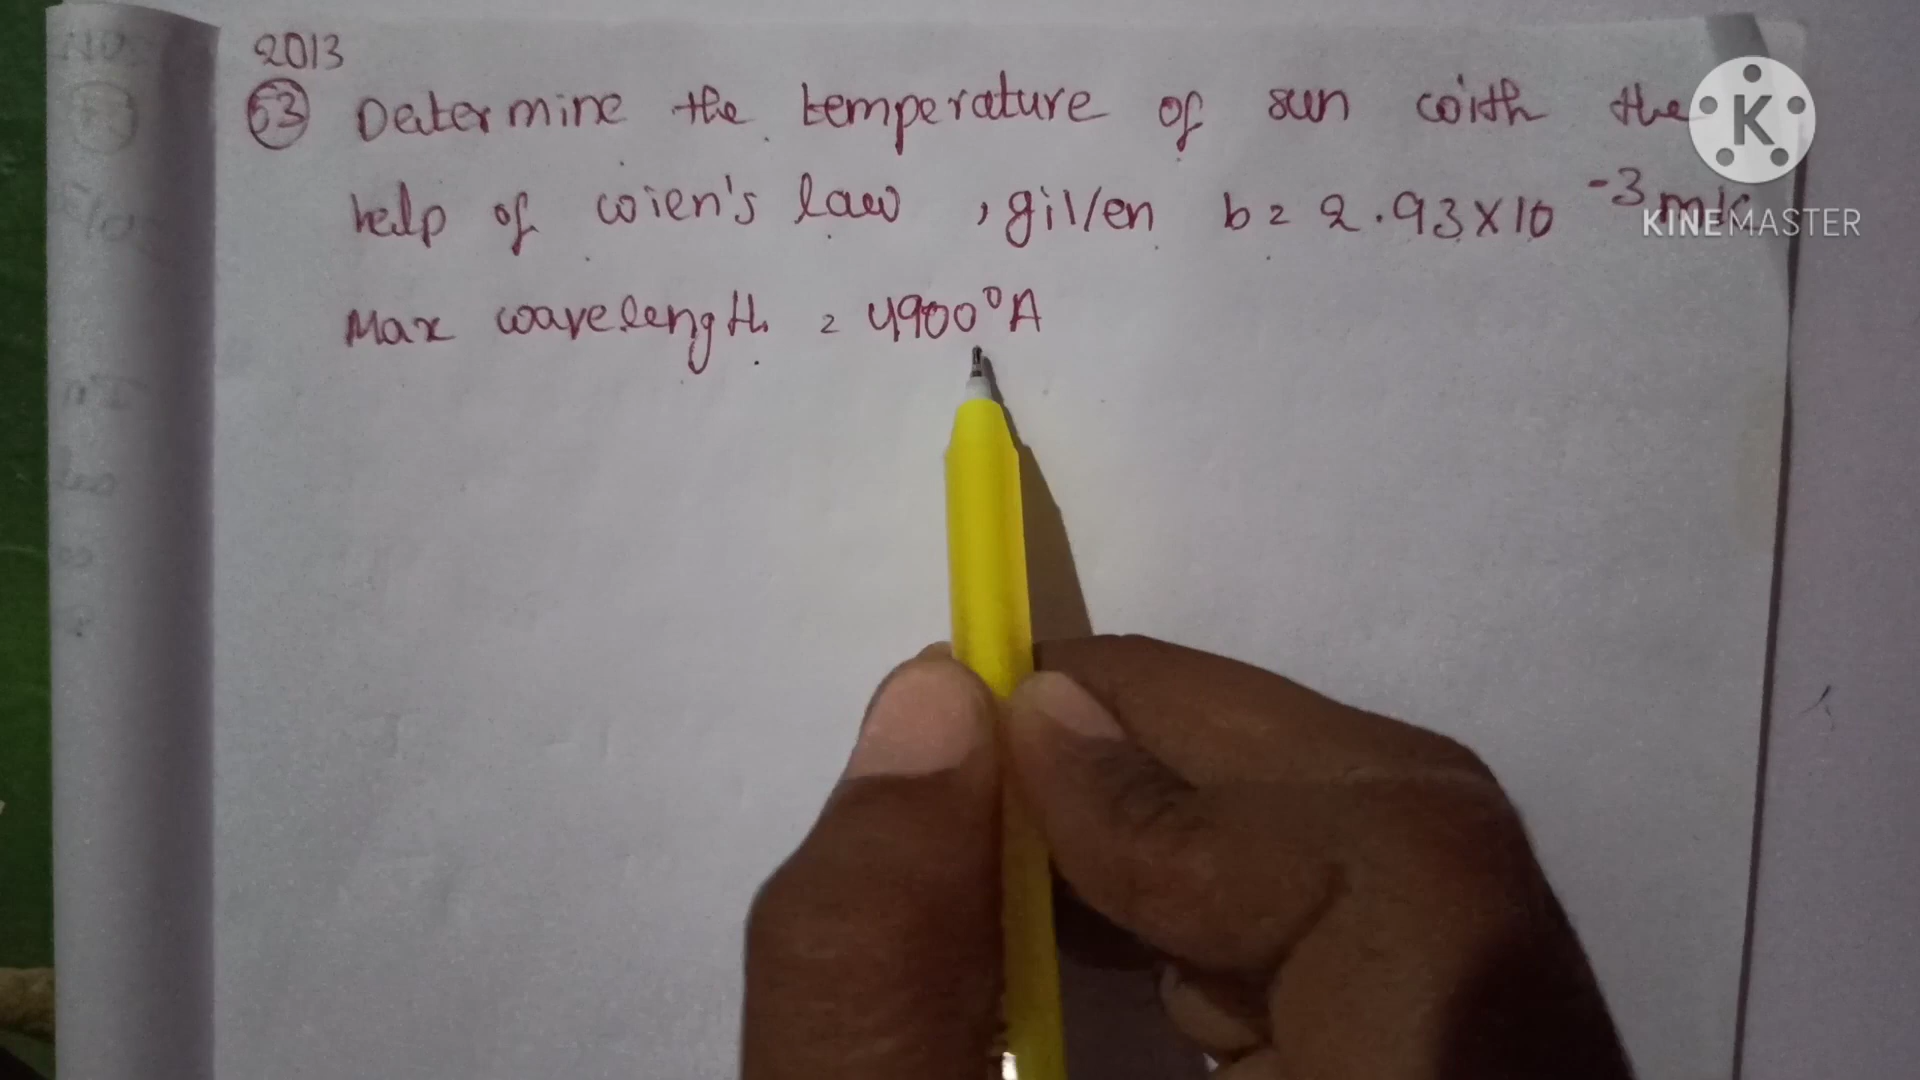 2013
53 Determine the temperature of sun with the
help of wien's law, given b = 2.93 × 10⁻³ mk
Max wavelength = 4900°A
K
KINEMASTER